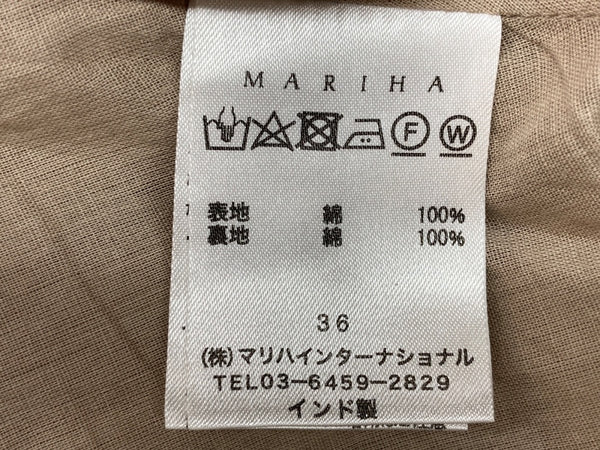 MARIHA
F W
表地 綿 100%
裏地 綿 100%
36
(株)マリハインターナショナル
TEL03-6459-2829
インド製